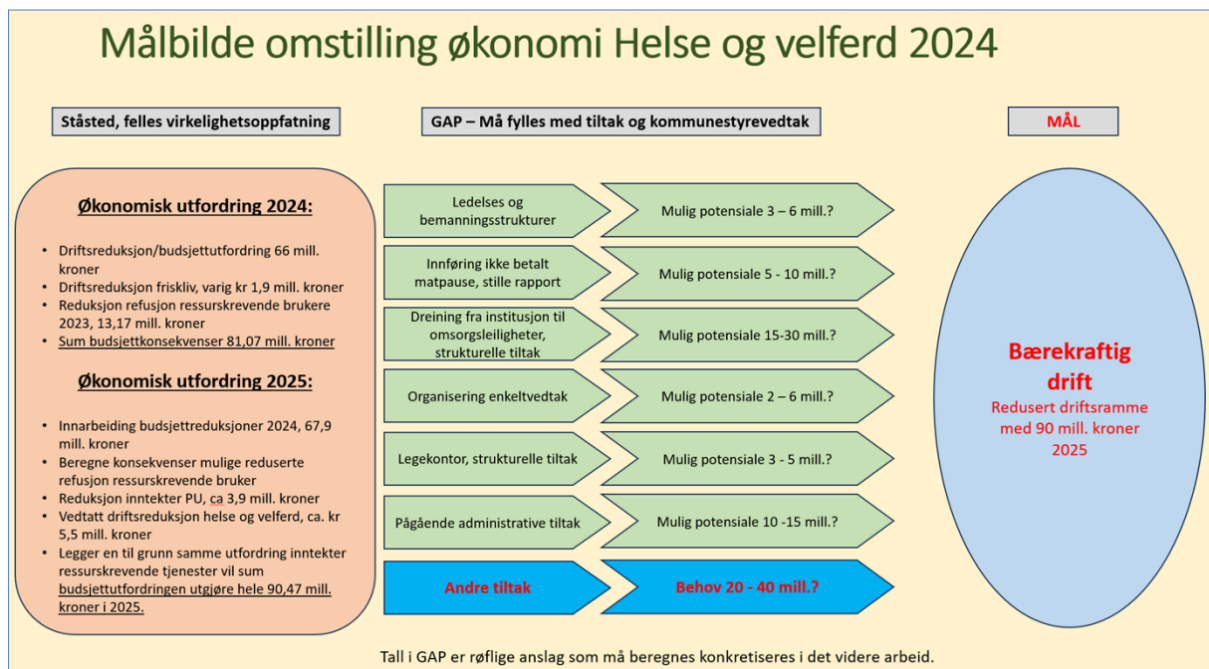 Målbilde omstilling økonomi Helse og velferd 2024
Ståsted, felles virkelighetsoppfatning
GAP – Må fylles med tiltak og kommunestyrevedtak
MÅL
Økonomisk utfordring 2024:
• Driftsreduksjon/budsjettutfordring 66 mill.
kroner
• Driftsreduksjon friskliv, varig kr 1,9 mill. kroner
• Reduksjon refusjon ressurskrevende brukere
2023, 13,17 mill. kroner
• Sum budsjettkonsekvenser 81,07 mill. kroner
Økonomisk utfordring 2025:
• Innarbeiding budsjettreduksjoner 2024, 67,9
mill. kroner
• Beregne konsekvenser mulige reduserte
refusjon ressurskrevende bruker
• Reduksjon inntekter PU, ca 3,9 mill. kroner
• Vedtatt driftsreduksjon helse og velferd, ca. kr
5,5 mill. kroner
• Legger en til grunn samme utfordring inntekter
ressurskrevende tjenester vil sum
budsjettutfordringen utgjøre hele 90,47 mill.
kroner i 2025.
Ledelses og
bemanningsstrukturer
Mulig potensiale 3 – 6 mill.?
Innføring ikke betalt
matpause, stille rapport
Mulig potensiale 5 - 10 mill.?
Dreining fra institusjon til
omsorgsleiligheter,
strukturelle tiltak
Mulig potensiale 15-30 mill.?
Organisering enkeltvedtak
Mulig potensiale 2 – 6 mill.?
Legekontor, strukturelle tiltak
Mulig potensiale 3 - 5 mill.?
Pågående administrative tiltak
Mulig potensiale 10 -15 mill.?
Andre tiltak
Behov 20 - 40 mill.?
Bærekraftig
drift
Redusert driftsramme
med 90 mill. kroner
2025
Tall i GAP er røflige anslag som må beregnes konkretiseres i det videre arbeid.